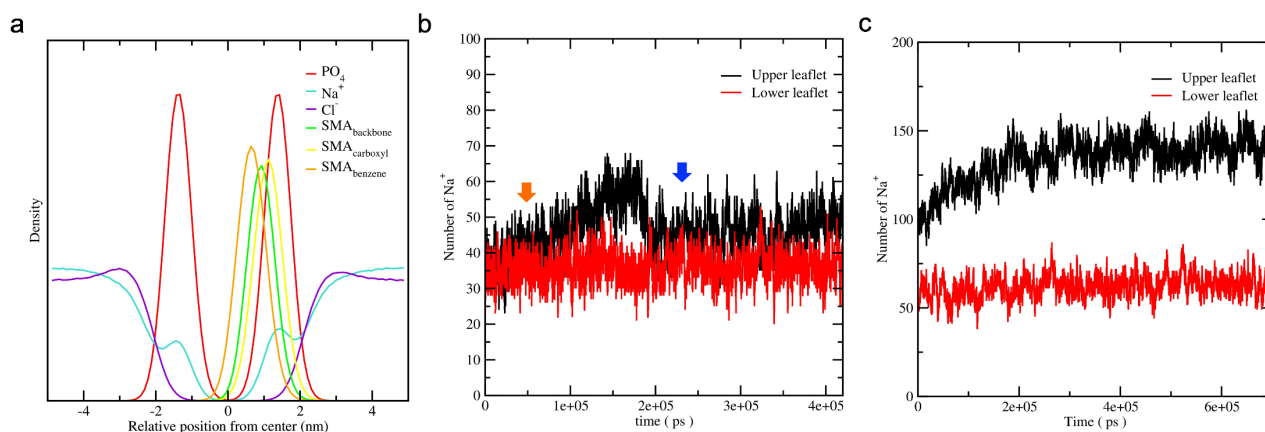 a
PO4
Na+
Cl-
SMAbackbone
SMAcarboxyl
SMAbenzene
Density
-4
-2
0
2
4
Relative position from center (nm)
b
100
90
80
70
60
50
40
30
20
10
0
Number of Na+
Upper leaflet
Lower leaflet
0
1e+05
2e+05
3e+05
4e+05
time ( ps )
c
200
150
100
50
0
Number of Na+
Upper leaflet
Lower leaflet
0
2e+05
4e+05
6e+05
Time ( ps )